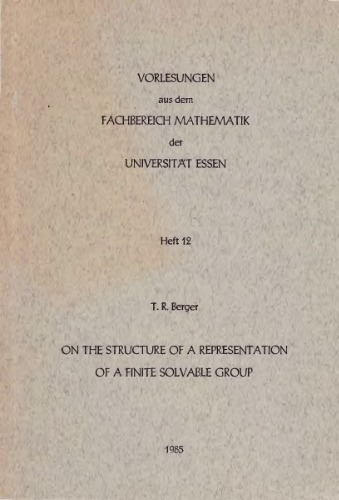 VORLESUNGEN
aus dem
FACHBEREICH MATHEMATIK
der
UNIVERSITÄT ESSEN
Heft 12
T. R. Berger
ON THE STRUCTURE OF A REPRESENTATION
OF A FINITE SOLVABLE GROUP
1985